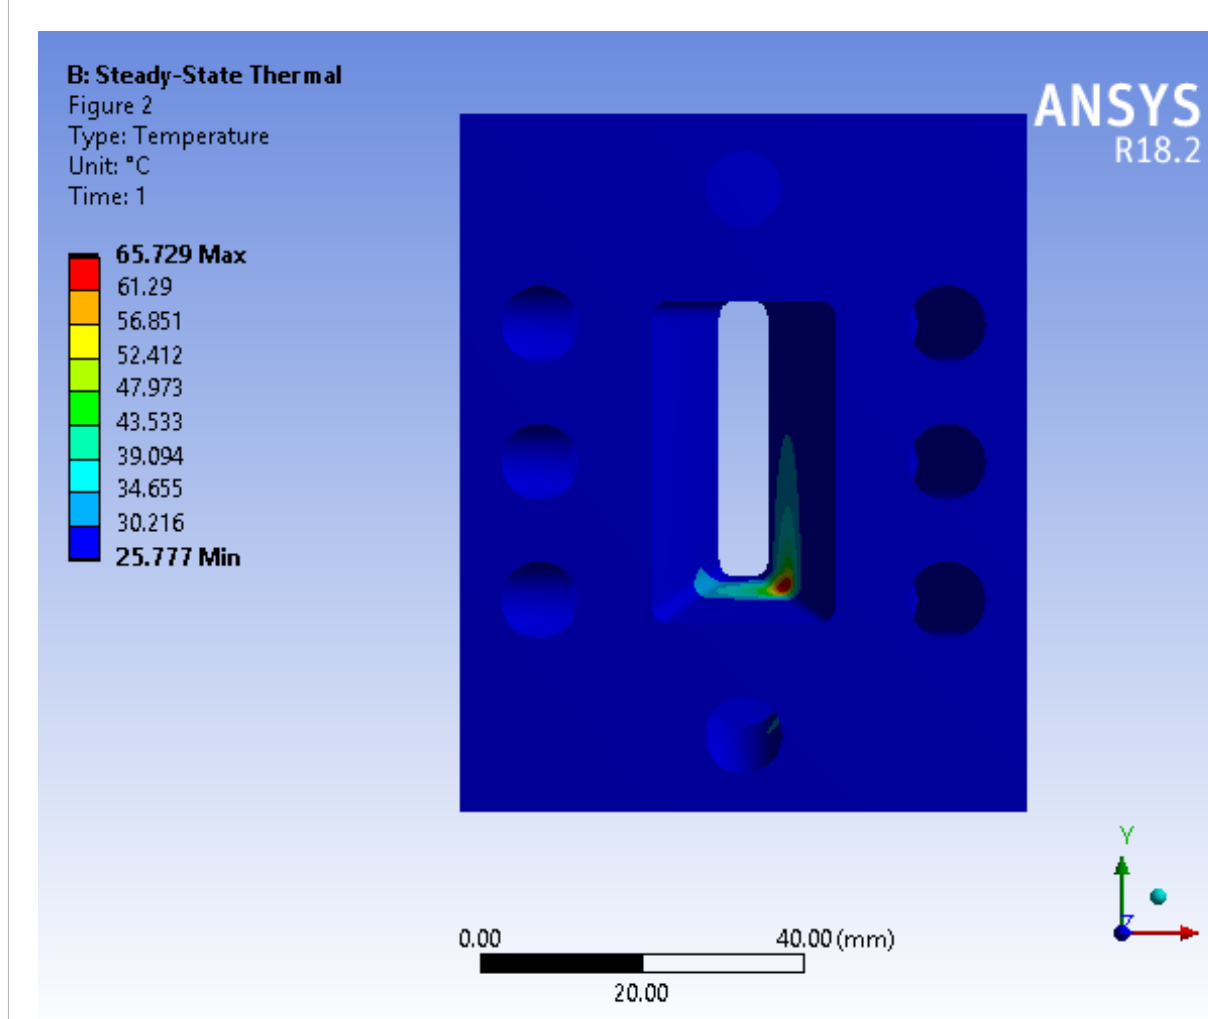 B: Steady-State Thermal
Figure 2
Type: Temperature
Unit: °C
Time: 1
ANSYS
R18.2
65.729 Max
61.29
56.851
52.412
47.973
43.533
39.094
34.655
30.216
25.777 Min
Y
Z
0.00
40.00 (mm)
20.00